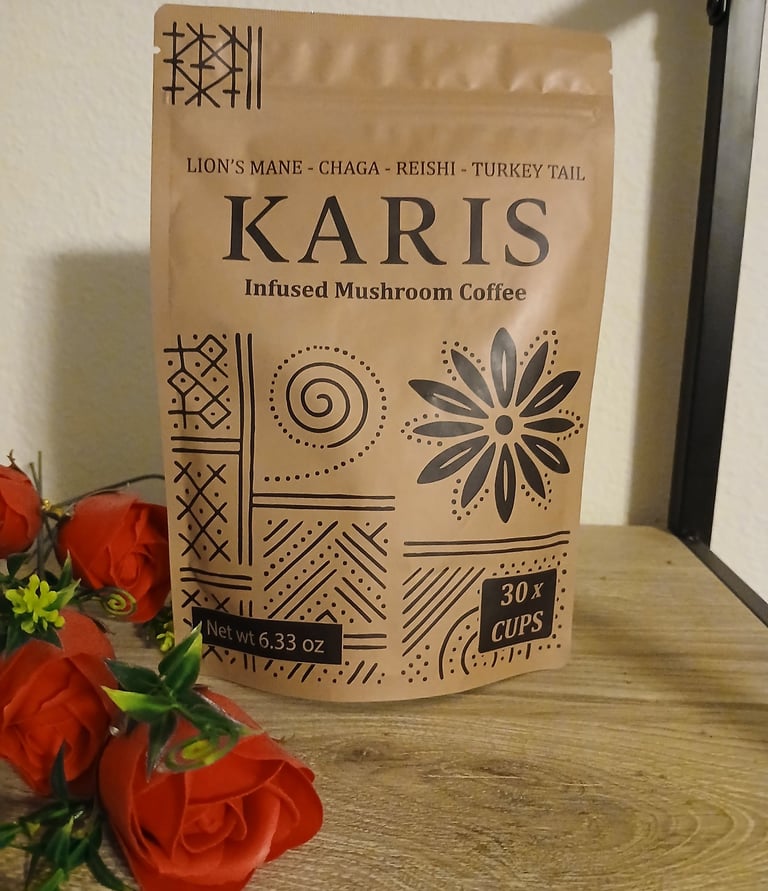 LION'S MANE - CHAGA - REISHI - TURKEY TAIL
KARIS
Infused Mushroom Coffee
30 x
CUPS
Net wt 6.33 oz